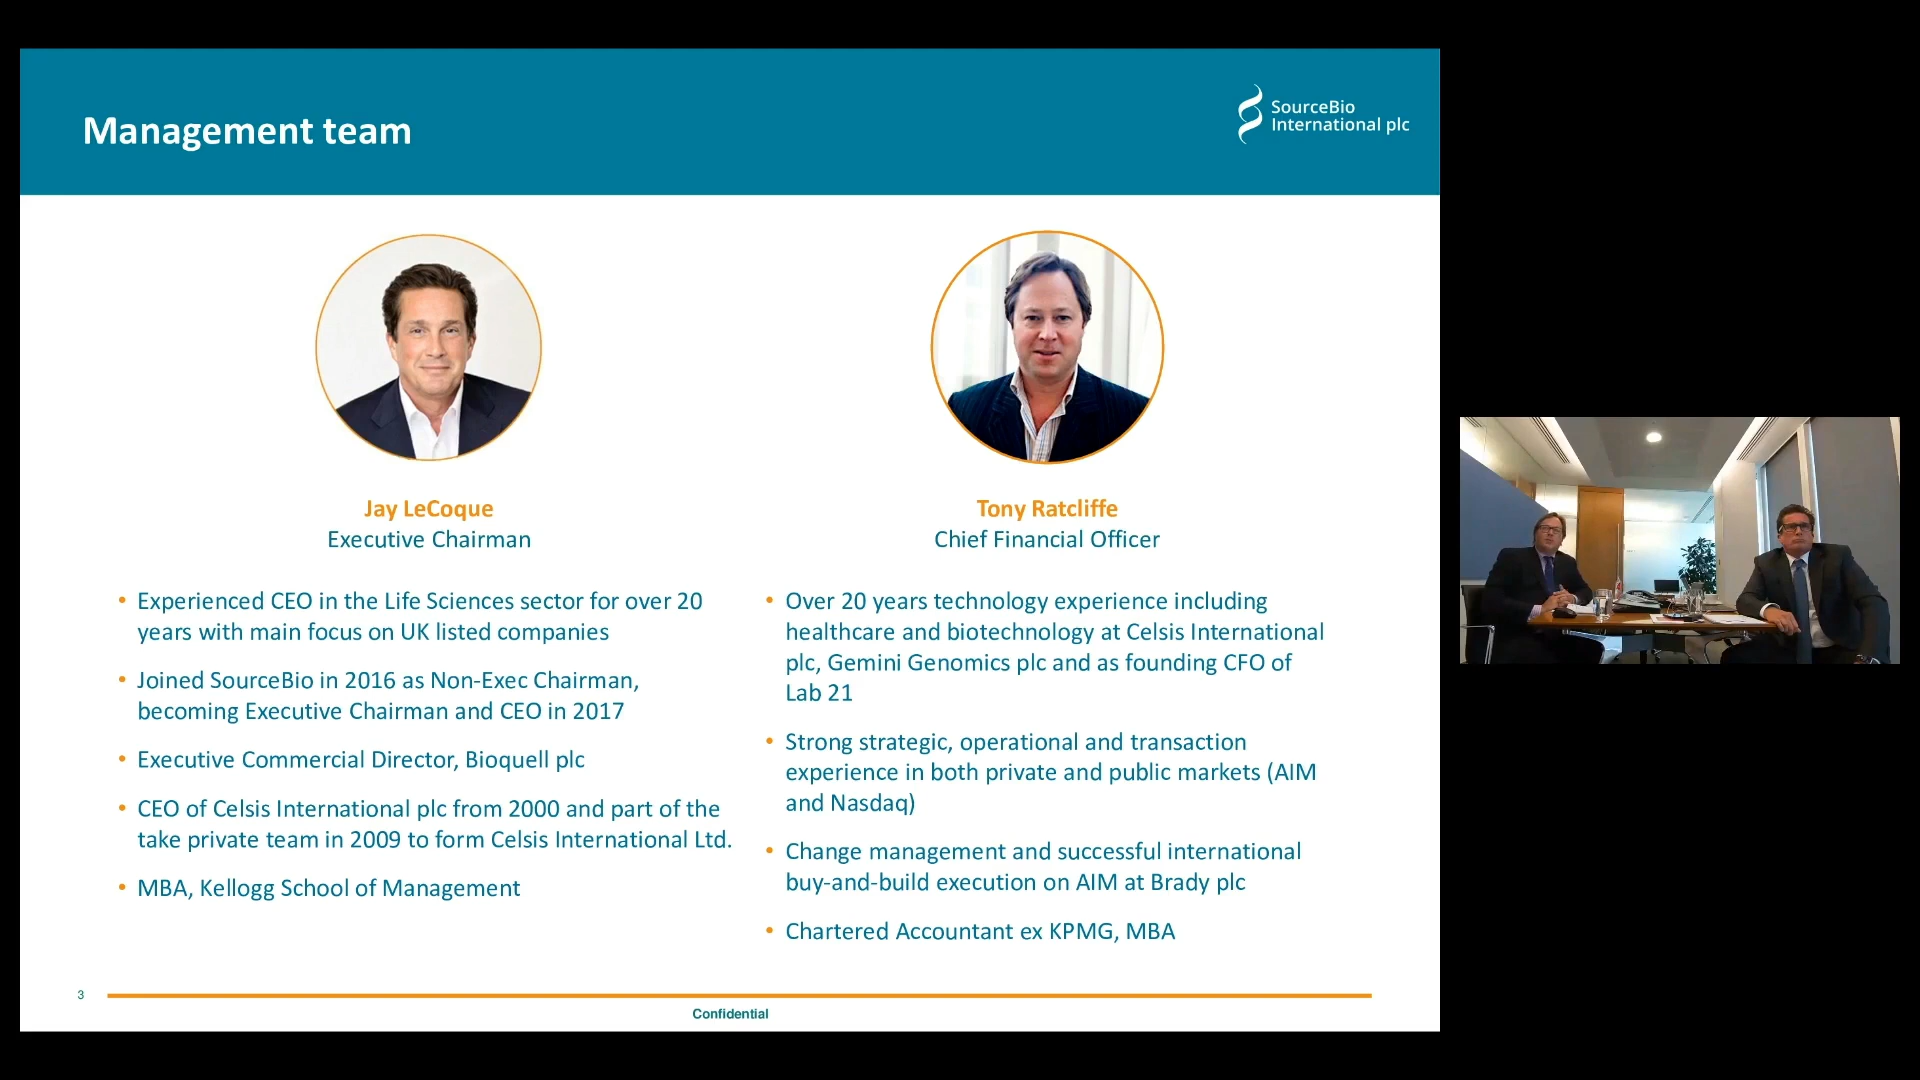 Management team
SourceBio
International plc
Jay LeCoque
Executive Chairman
• Experienced CEO in the Life Sciences sector for over 20
years with main focus on UK listed companies
• Joined SourceBio in 2016 as Non-Exec Chairman,
becoming Executive Chairman and CEO in 2017
• Executive Commercial Director, Bioquell plc
• CEO of Celsis International plc from 2000 and part of the
take private team in 2009 to form Celsis International Ltd.
• MBA, Kellogg School of Management
Tony Ratcliffe
Chief Financial Officer
• Over 20 years technology experience including
healthcare and biotechnology at Celsis International
plc, Gemini Genomics plc and as founding CFO of
Lab 21
• Strong strategic, operational and transaction
experience in both private and public markets (AIM
and Nasdaq)
• Change management and successful international
buy-and-build execution on AIM at Brady plc
• Chartered Accountant ex KPMG, MBA
3
Confidential